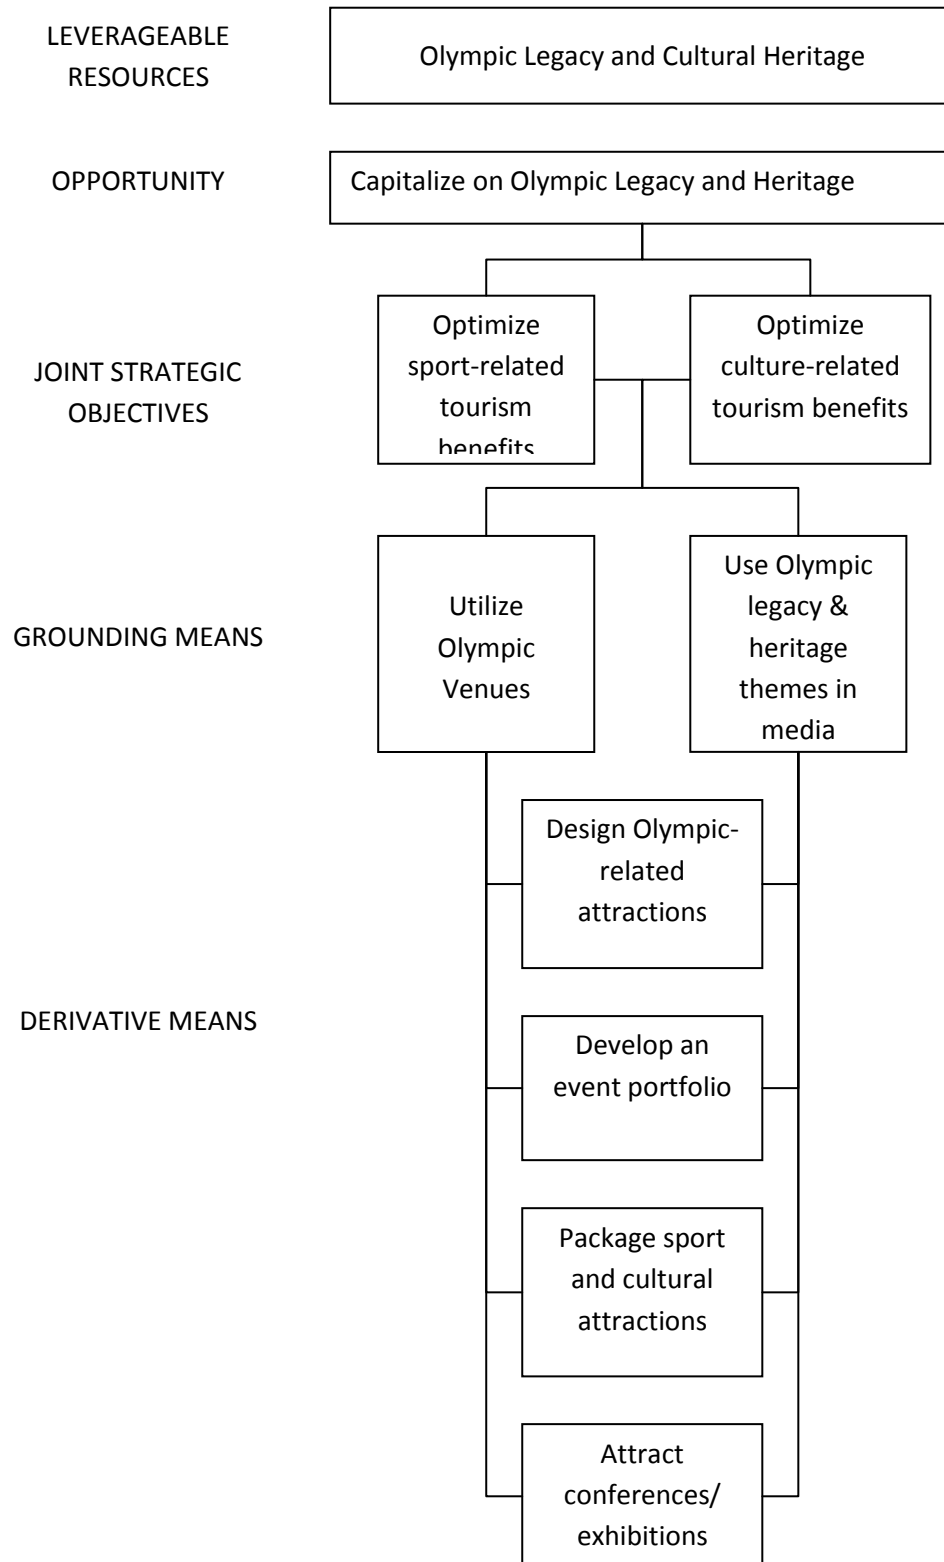 LEVERAGEABLE
RESOURCES
Olympic Legacy and Cultural Heritage
OPPORTUNITY
Capitalize on Olympic Legacy and Heritage
JOINT STRATEGIC
OBJECTIVES
Optimize
sport-related
tourism
benefits
Optimize
culture-related
tourism benefits
GROUNDING MEANS
Utilize
Olympic
Venues
Use Olympic
legacy &
heritage
themes in
media
DERIVATIVE MEANS
Design Olympic-
related
attractions
Develop an
event portfolio
Package sport
and cultural
attractions
Attract
conferences/
exhibitions